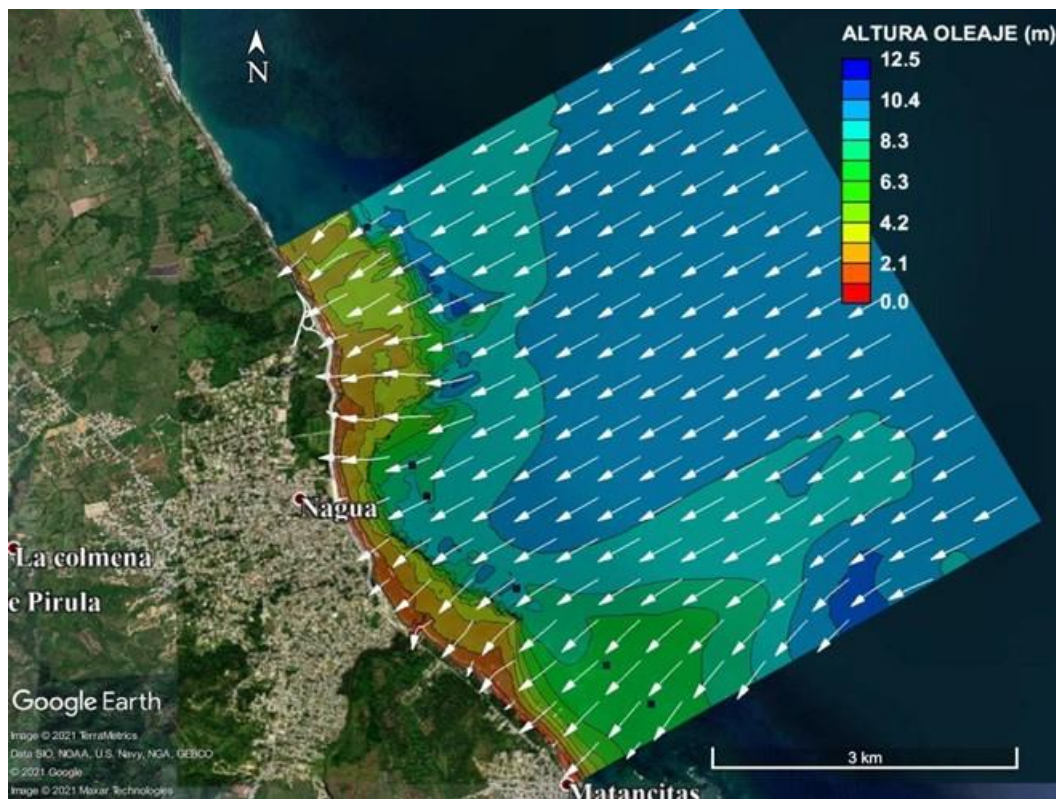 ALTURA OLEAJE (m)
12.5
10.4
8.3
6.3
4.2
2.1
0.0
N
Nagua
La colmena
e Pirula
Matancitas
3 km
Google Earth
Image © 2021 TerraMetrics
Data SIO, NOAA, U.S. Navy, NGA, GEBCO
© 2021 Google
Image © 2021 Maxar Technologies